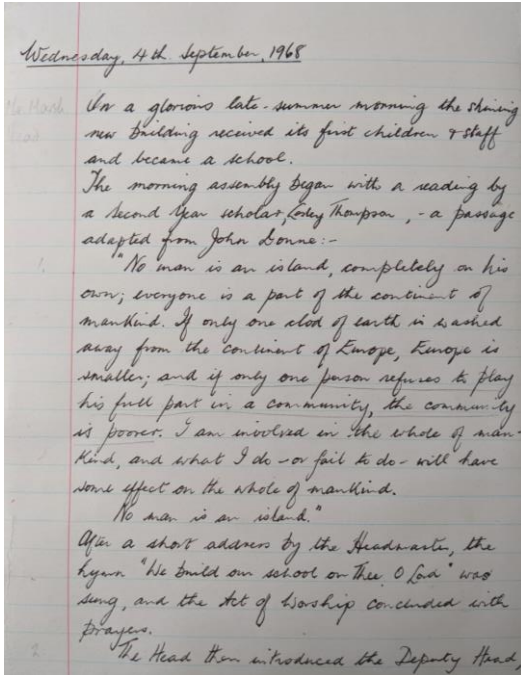 Wednesday, 4th. September, 1968
On a glorious late-summer morning the shining
new building received its first children & staff
and became a school.
The morning assembly began with a reading by
a Second Year scholar, Lesley Thompson, - a passage
adapted from John Donne:-
1.
"No man is an island, completely on his
own; everyone is a part of the continent of
mankind. If only one clod of earth is washed
away from the continent of Europe, Europe is
smaller; and if only one person refuses to play
his full part in a community, the community
is poorer. I am involved in the whole of man-
kind, and what I do - or fail to do - will have
some effect on the whole of mankind.
No man is an island."
After a short address by the Headmaster, the
hymn "We build our school on Thee, O Lord" was
sung, and the Act of Worship concluded with
prayers.
2.
The Head then introduced the Deputy Head,